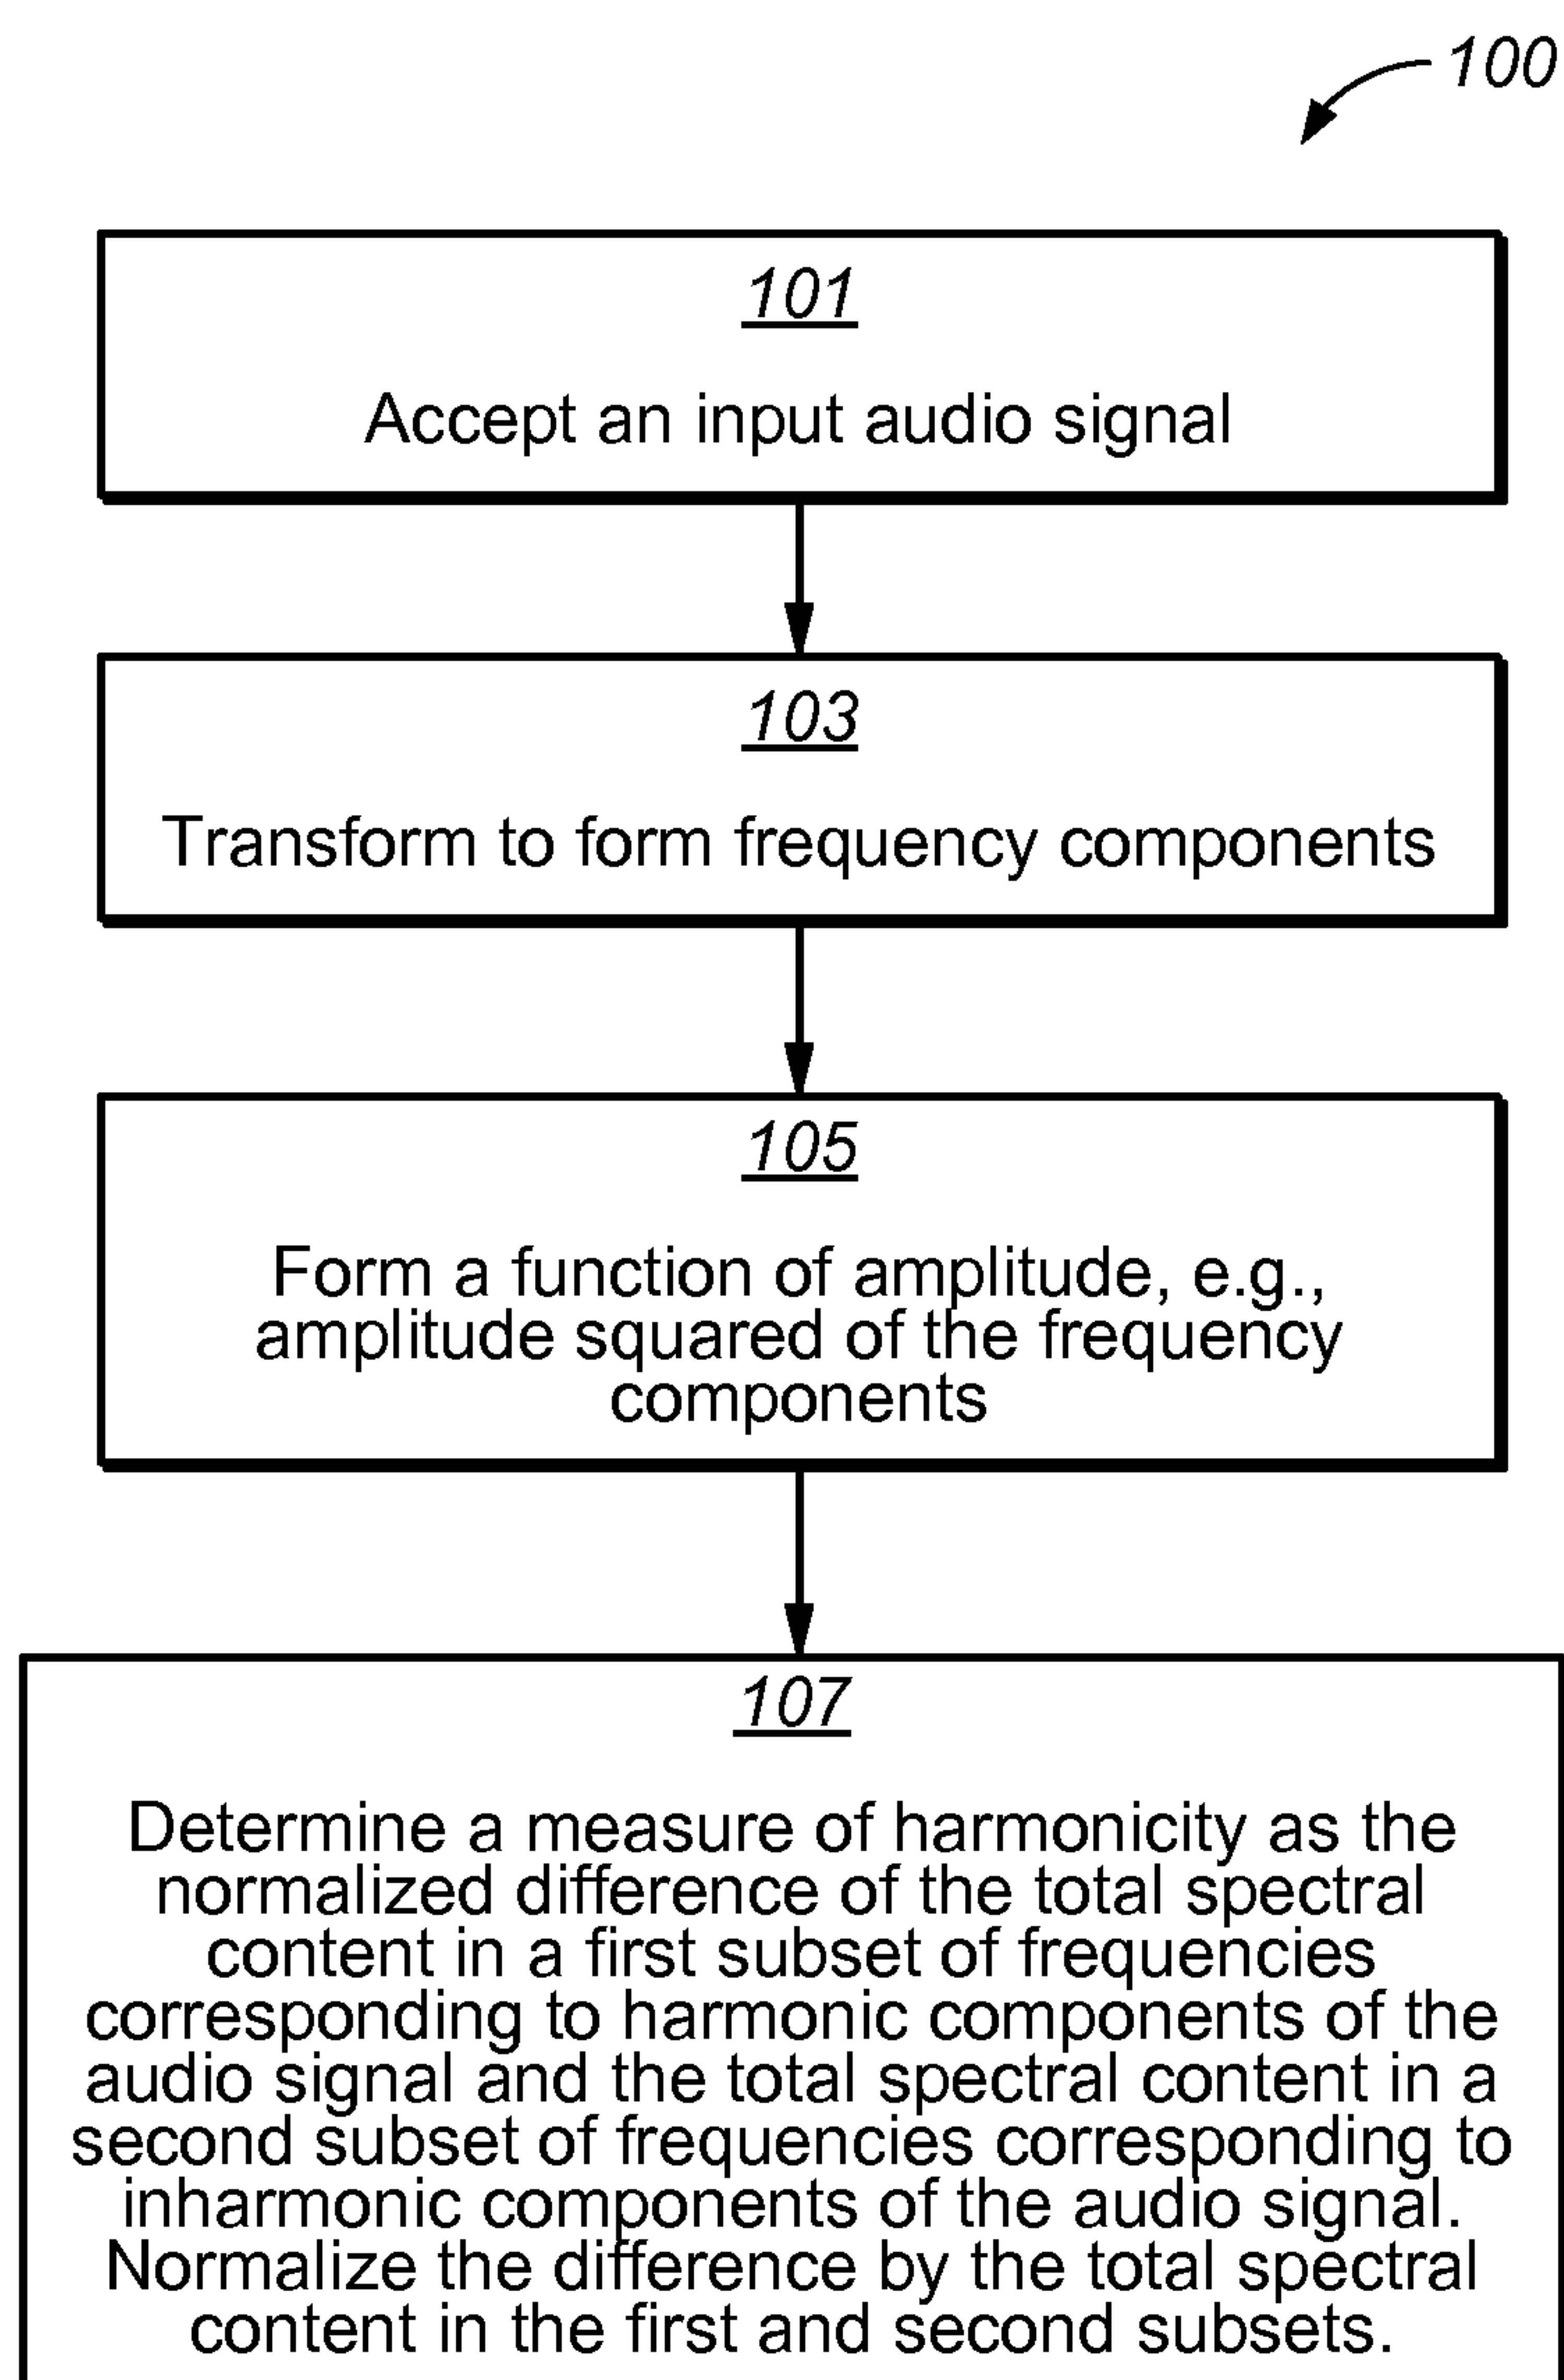 100
101
Accept an input audio signal
103
Transform to form frequency components
105
Form a function of amplitude, e.g.,
amplitude squared of the frequency
components
107
Determine a measure of harmonicity as the
normalized difference of the total spectral
content in a first subset of frequencies
corresponding to harmonic components of the
audio signal and the total spectral content in a
second subset of frequencies corresponding to
inharmonic components of the audio signal.
Normalize the difference by the total spectral
content in the first and second subsets.